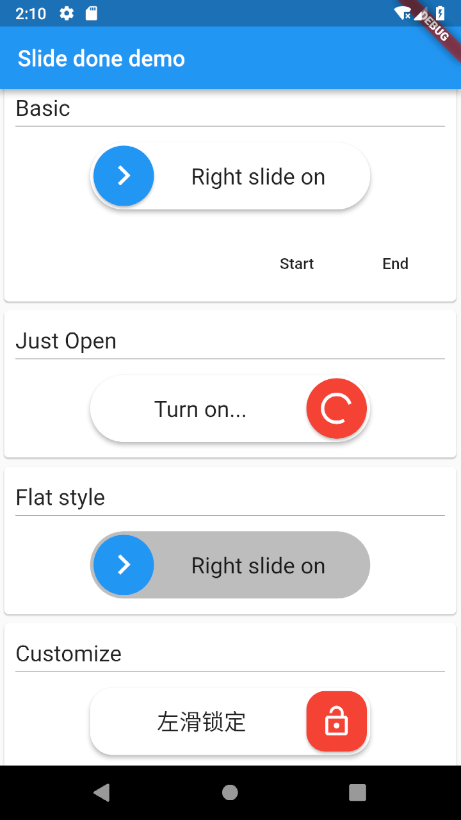 2:10
DEBUG
Slide done demo
Basic
Right slide on
Start End
Just Open
Turn on...
Flat style
Right slide on
Customize
左滑锁定